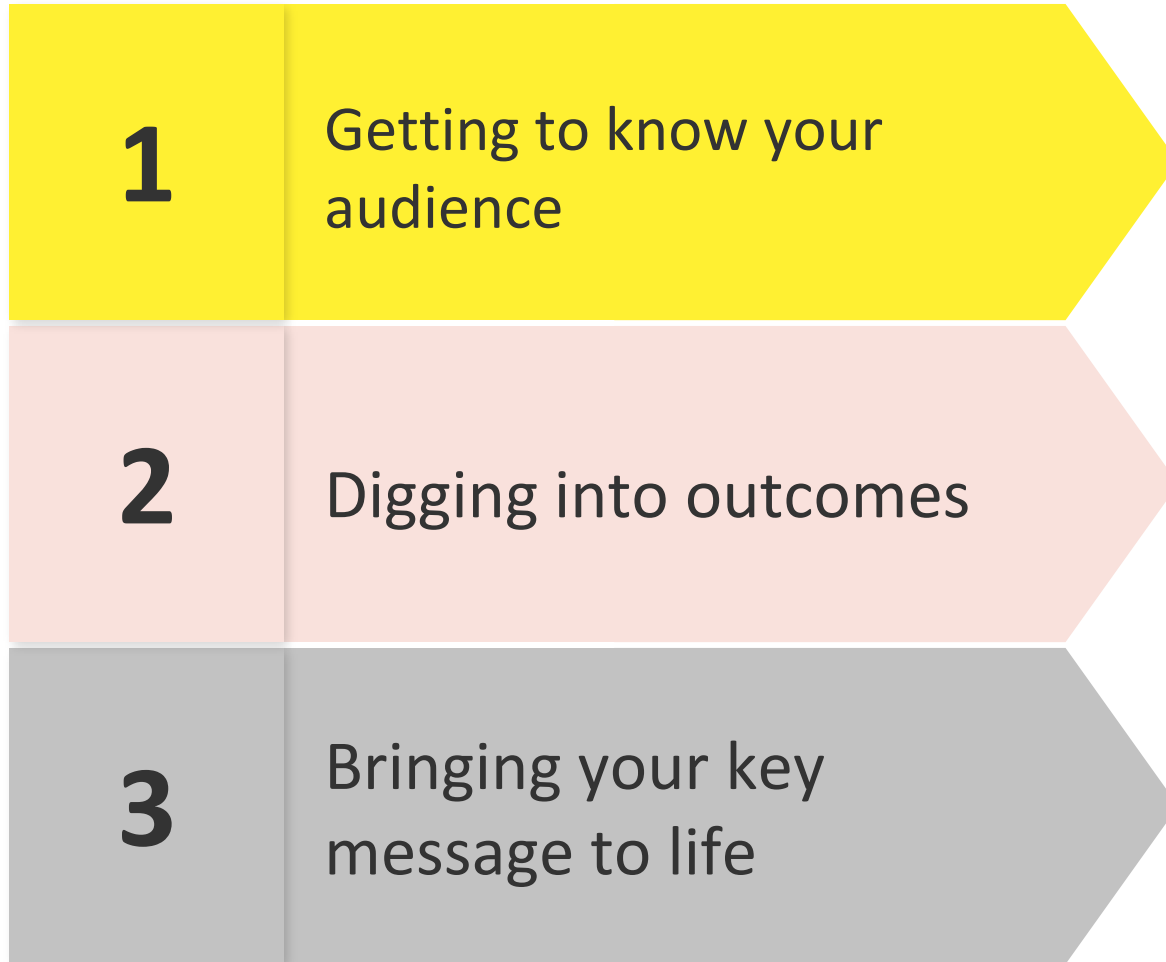 1
Getting to know your
audience
2
Digging into outcomes
3
Bringing your key
message to life